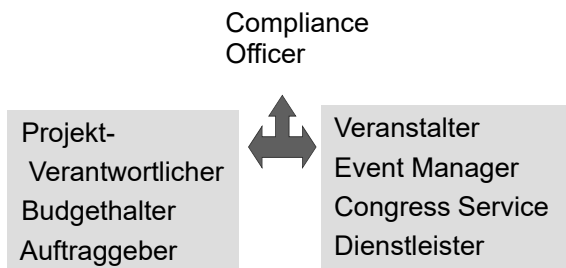 Compliance
Officer
Projekt-
Verantwortlicher
Budgethalter
Auftraggeber
Veranstalter
Event Manager
Congress Service
Dienstleister